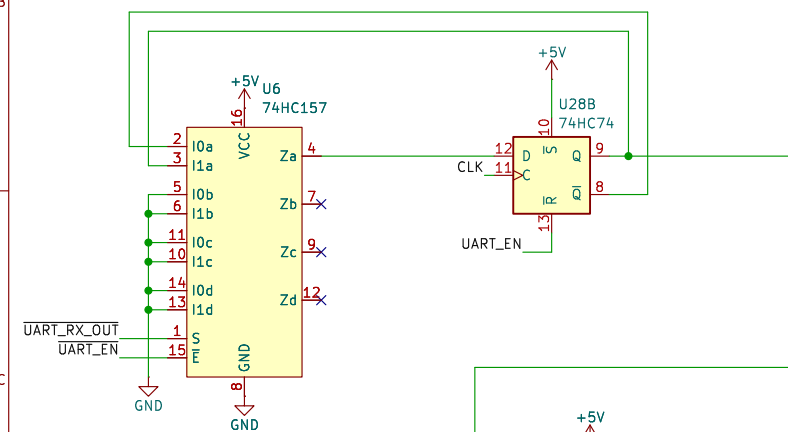 B
+5V
+5V U6
U28B
74HC157
74HC74
16
10
VCC
S
2 I0a
3 I1a
Za 4
12 D
Q 9
CLK 11 C
5 I0b
6 I1b
Zb 7
Q 8
R
13
11 I0c
10 I1c
Zc 9
UART_EN
14 I0d
13 I1d
Zd 12
UART_RX_OUT 1 S
UART_EN 15 E
GND
8
C
GND
GND
+5V